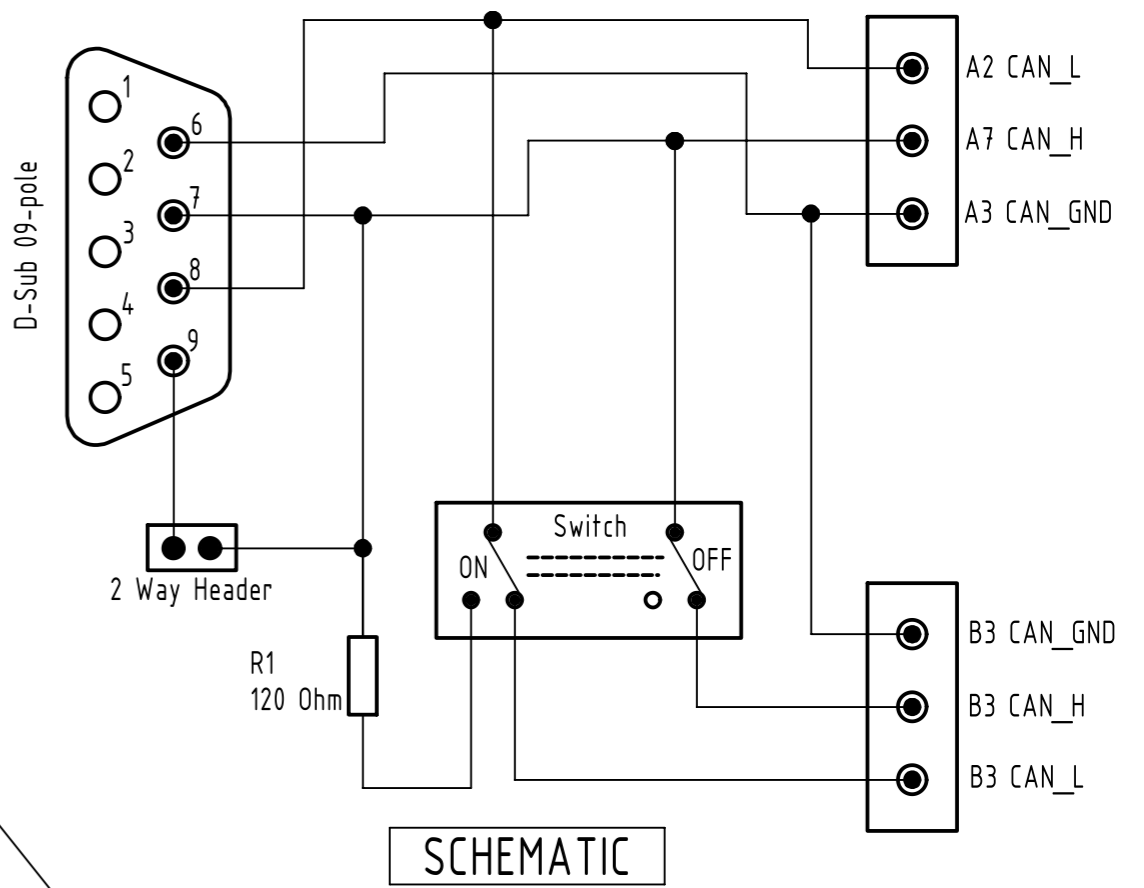 D-Sub 09-pole
1
2
3
4
5
6
7
8
9
2 Way Header
R1
120 Ohm
Switch
ON
OFF
A2 CAN_L
A7 CAN_H
A3 CAN_GND
B3 CAN_GND
B3 CAN_H
B3 CAN_L
SCHEMATIC